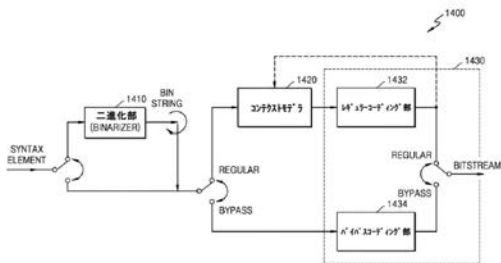 1400
1430
1410
二進化部
(BINARIZER)
BIN
STRING
1420
コンテクストモデラ
1432
レギュラーコーディング部
SYNTAX
ELEMENT
REGULAR
BYPASS
REGULAR
BYPASS
BITSTREAM
1434
バイパスコーディング部